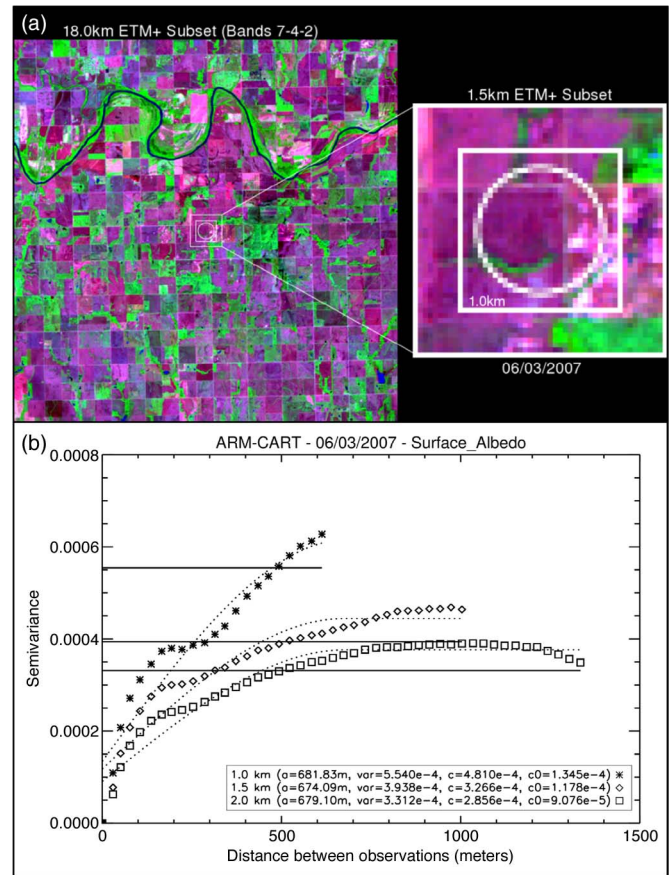 (a)
18.0km ETM+ Subset (Bands 7-4-2)
1.5km ETM+ Subset
1.0km
06/03/2007
(b)
ARM-CART - 06/03/2007 - Surface_Albedo
0.0008
0.0006
0.0004
0.0002
0.0000
Semivariance
1.0 km (a=681.83m, var=5.540e-4, c=4.810e-4, c0=1.345e-4)
1.5 km (a=674.09m, var=3.938e-4, c=3.266e-4, c0=1.178e-4)
2.0 km (a=679.10m, var=3.312e-4, c=2.856e-4, c0=9.076e-5)
0 500 1000 1500
Distance between observations (meters)